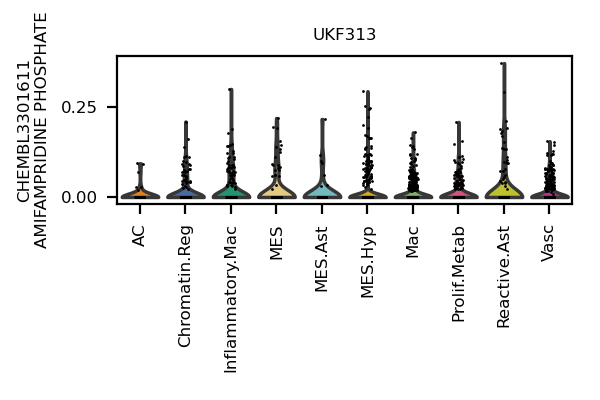 UKF313
CHEMBL3301611
AMIFAMPRIDINE PHOSPHATE
0.25
0.00
AC
Chromatin.Reg
Inflammatory.Mac
MES
MES.Ast
MES.Hyp
Mac
Prolif.Metab
Reactive.Ast
Vasc